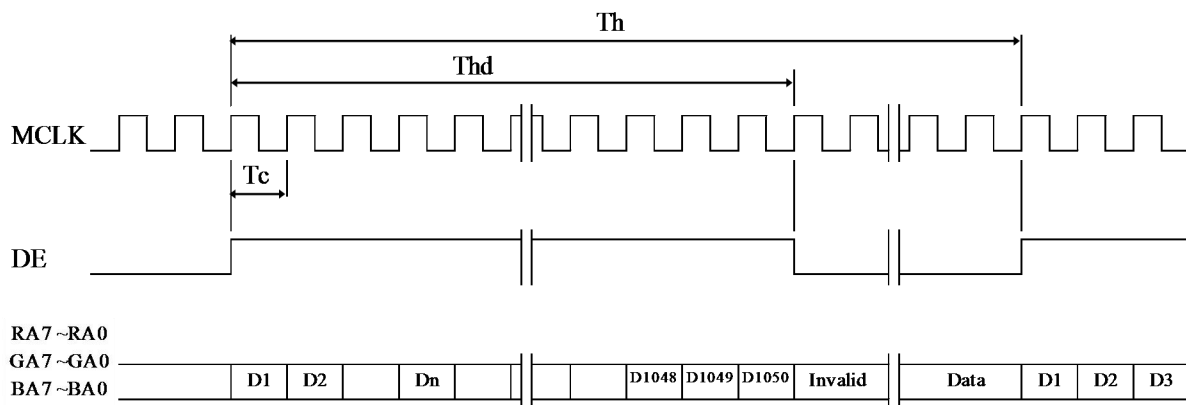 Th
Thd
MCLK
Tc
DE
RA7~RA0
GA7~GA0
BA7~BA0
D1 D2 Dn D1048 D1049 D1050 Invalid Data D1 D2 D3